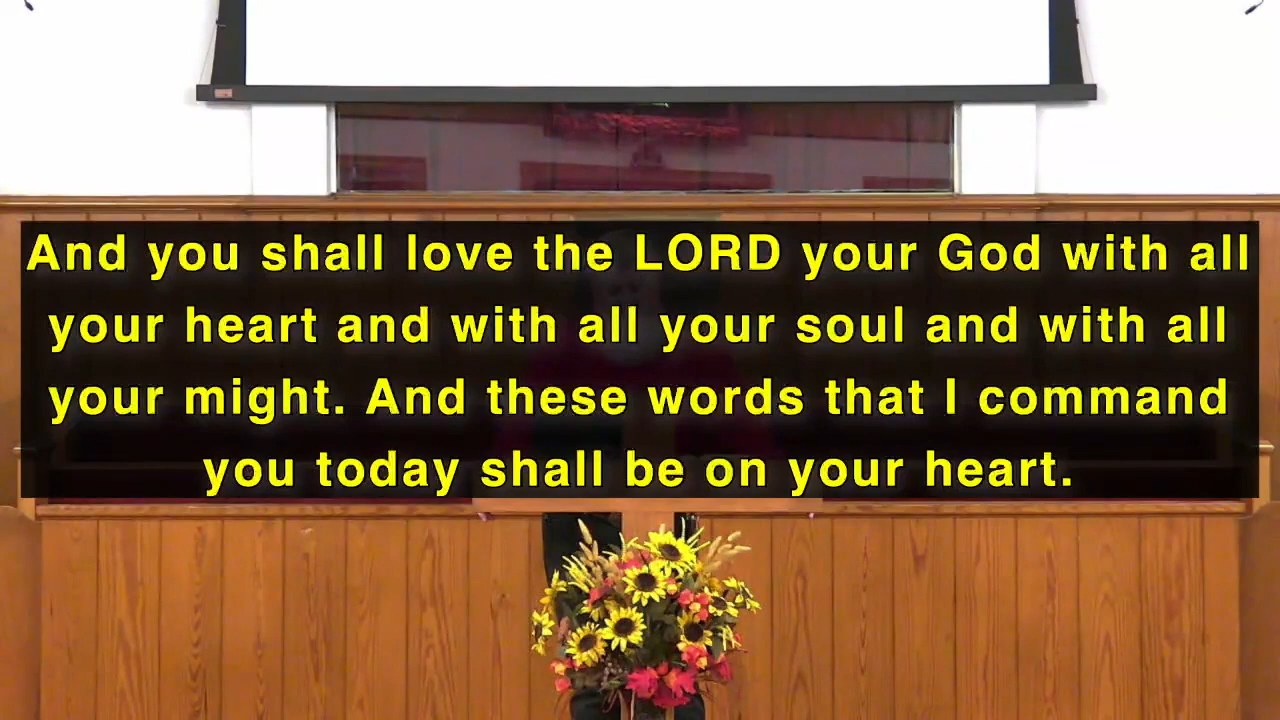 And you shall love the LORD your God with all
your heart and with all your soul and with all
your might. And these words that I command
you today shall be on your heart.